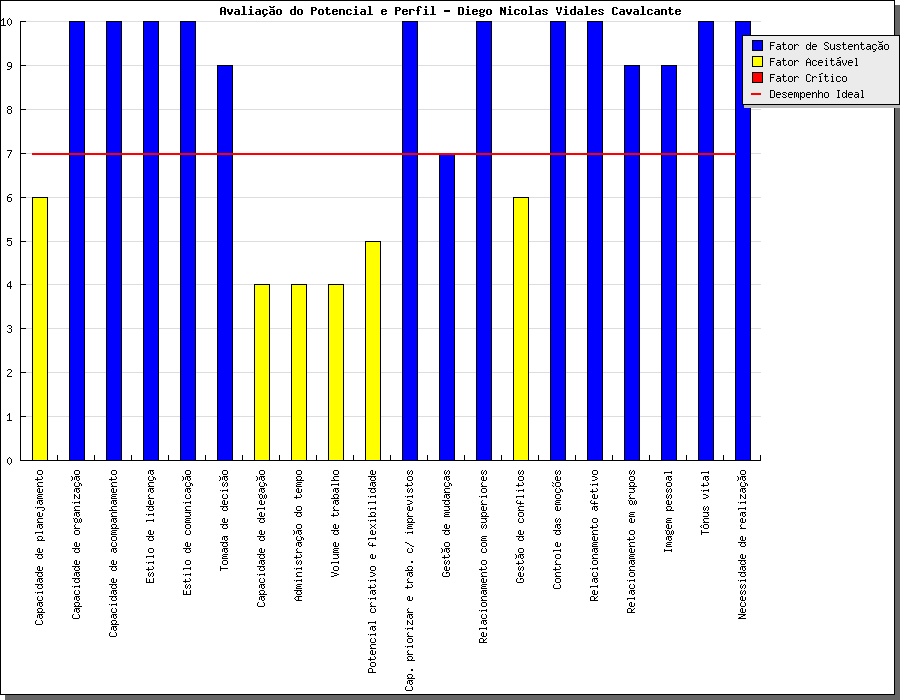 Avaliação do Potencial e Perfil - Diego Nicolas Vidales Cavalcante
Fator de Sustentação
Fator Aceitável
Fator Crítico
Desempenho Ideal
10
9
8
7
6
5
4
3
2
1
0
Capacidade de planejamento
Capacidade de organização
Capacidade de acompanhamento
Estilo de liderança
Estilo de comunicação
Tomada de decisão
Capacidade de delegação
Administração do tempo
Volume de trabalho
Potencial criativo e flexibilidade
Cap. priorizar e trab. c/ imprevistos
Gestão de mudanças
Relacionamento com superiores
Gestão de conflitos
Controle das emoções
Relacionamento afetivo
Relacionamento em grupos
Imagem pessoal
Tônus vital
Necessidade de realização